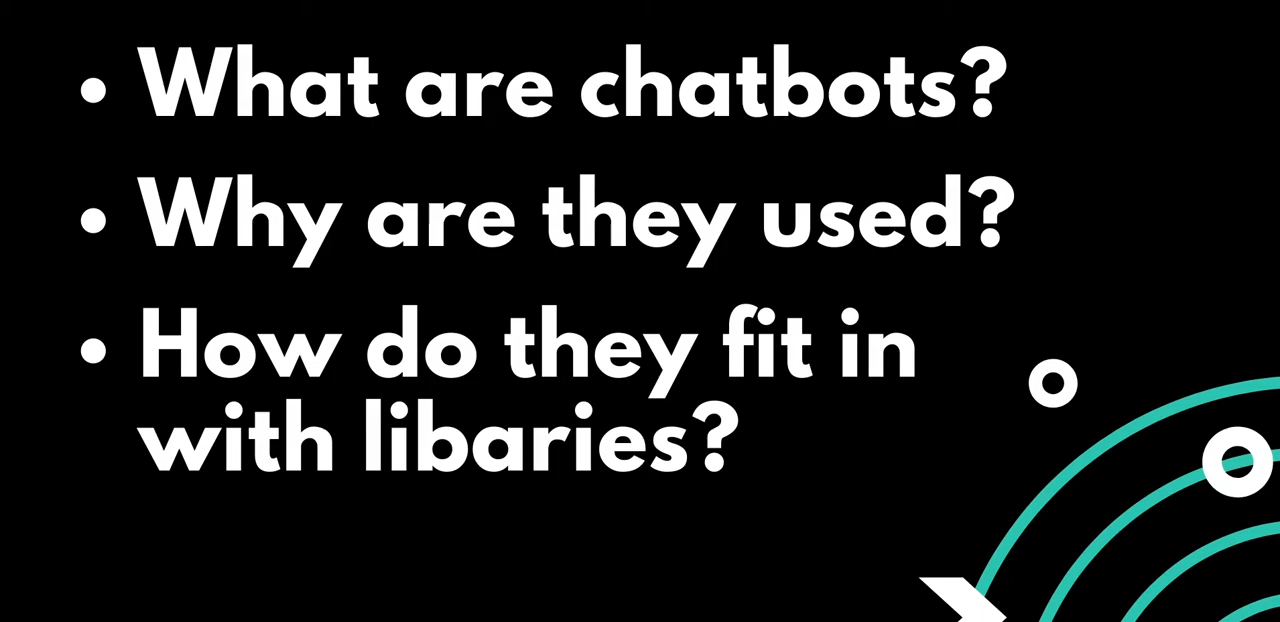 • What are chatbots?
• Why are they used?
• How do they fit in
with libaries?